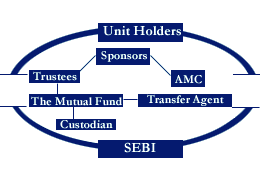 Unit Holders
Sponsors
Trustees
AMC
The Mutual Fund
Transfer Agent
Custodian
SEBI